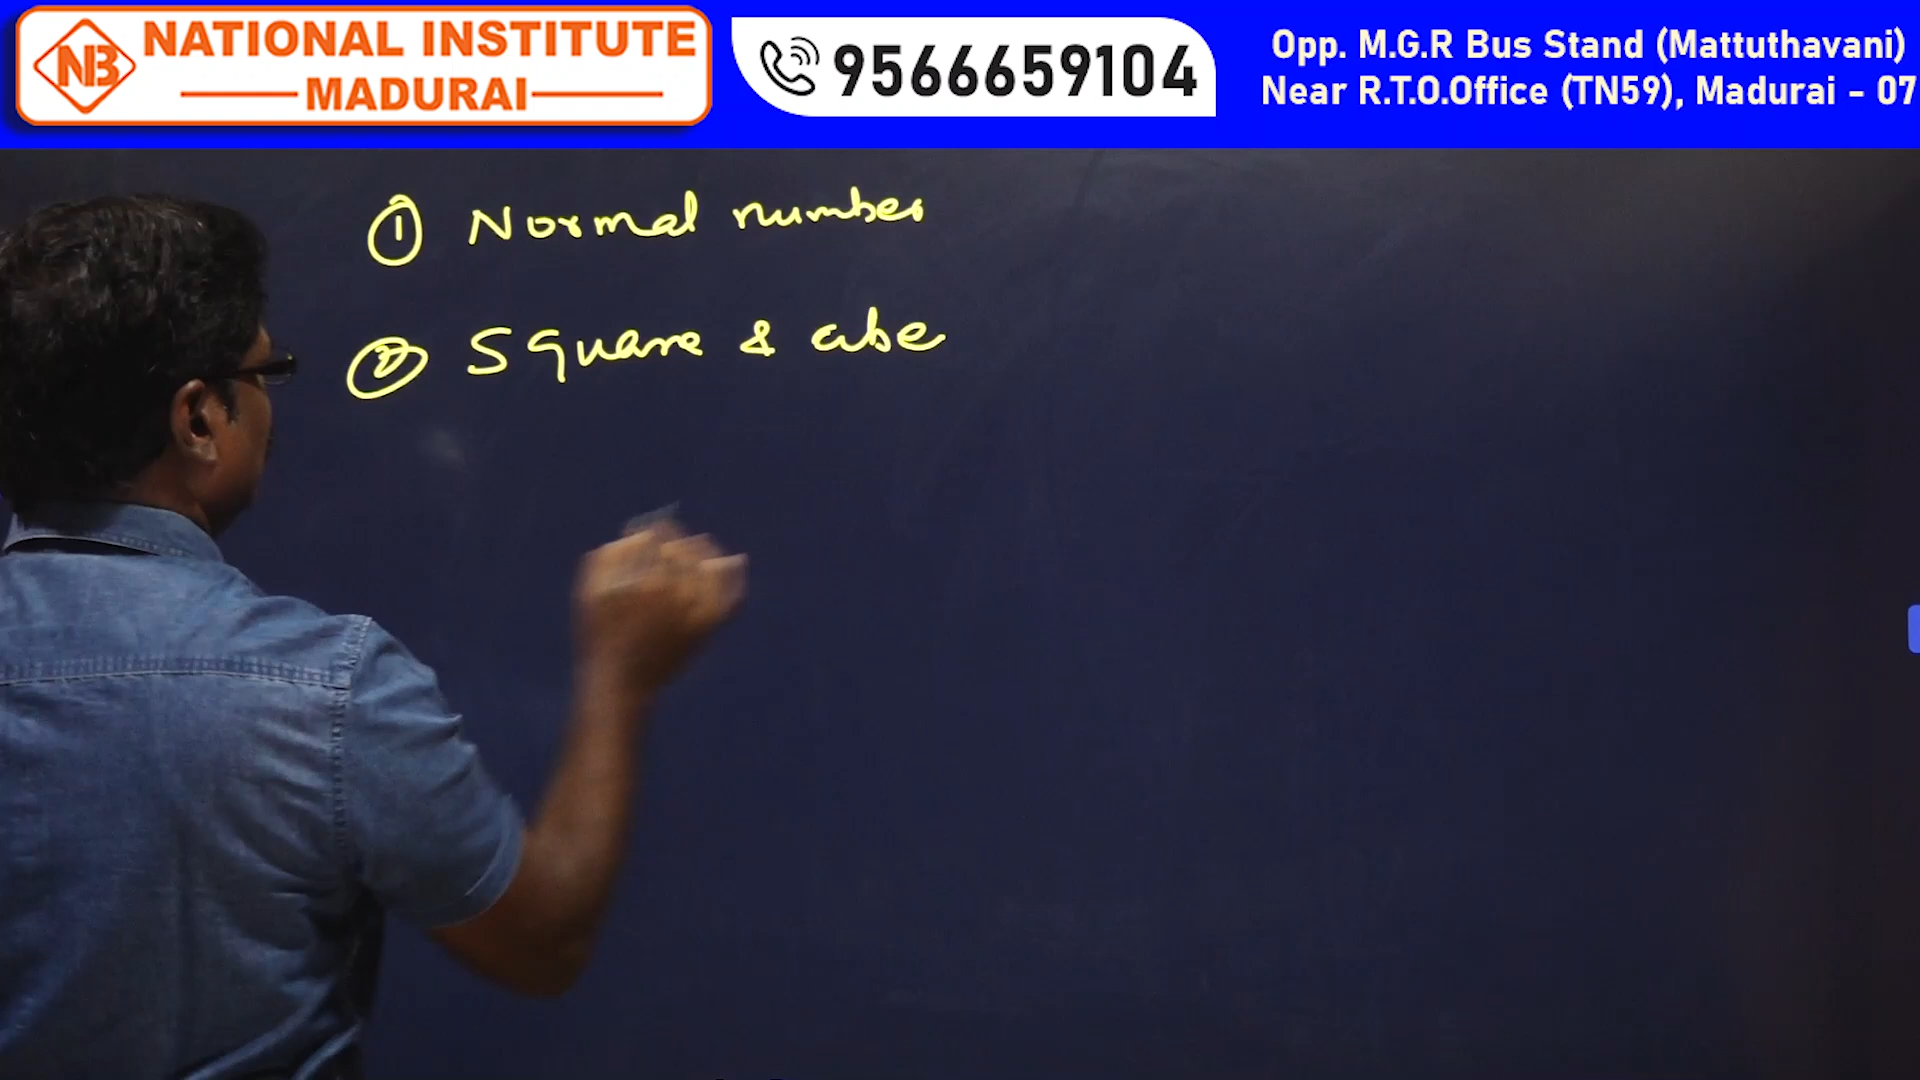 NB NATIONAL INSTITUTE
MADURAI
9566659104
Opp. M.G.R Bus Stand (Mattuthavani)
Near R.T.O.Office (TN59), Madurai - 07
① Normal number
② Square & cube